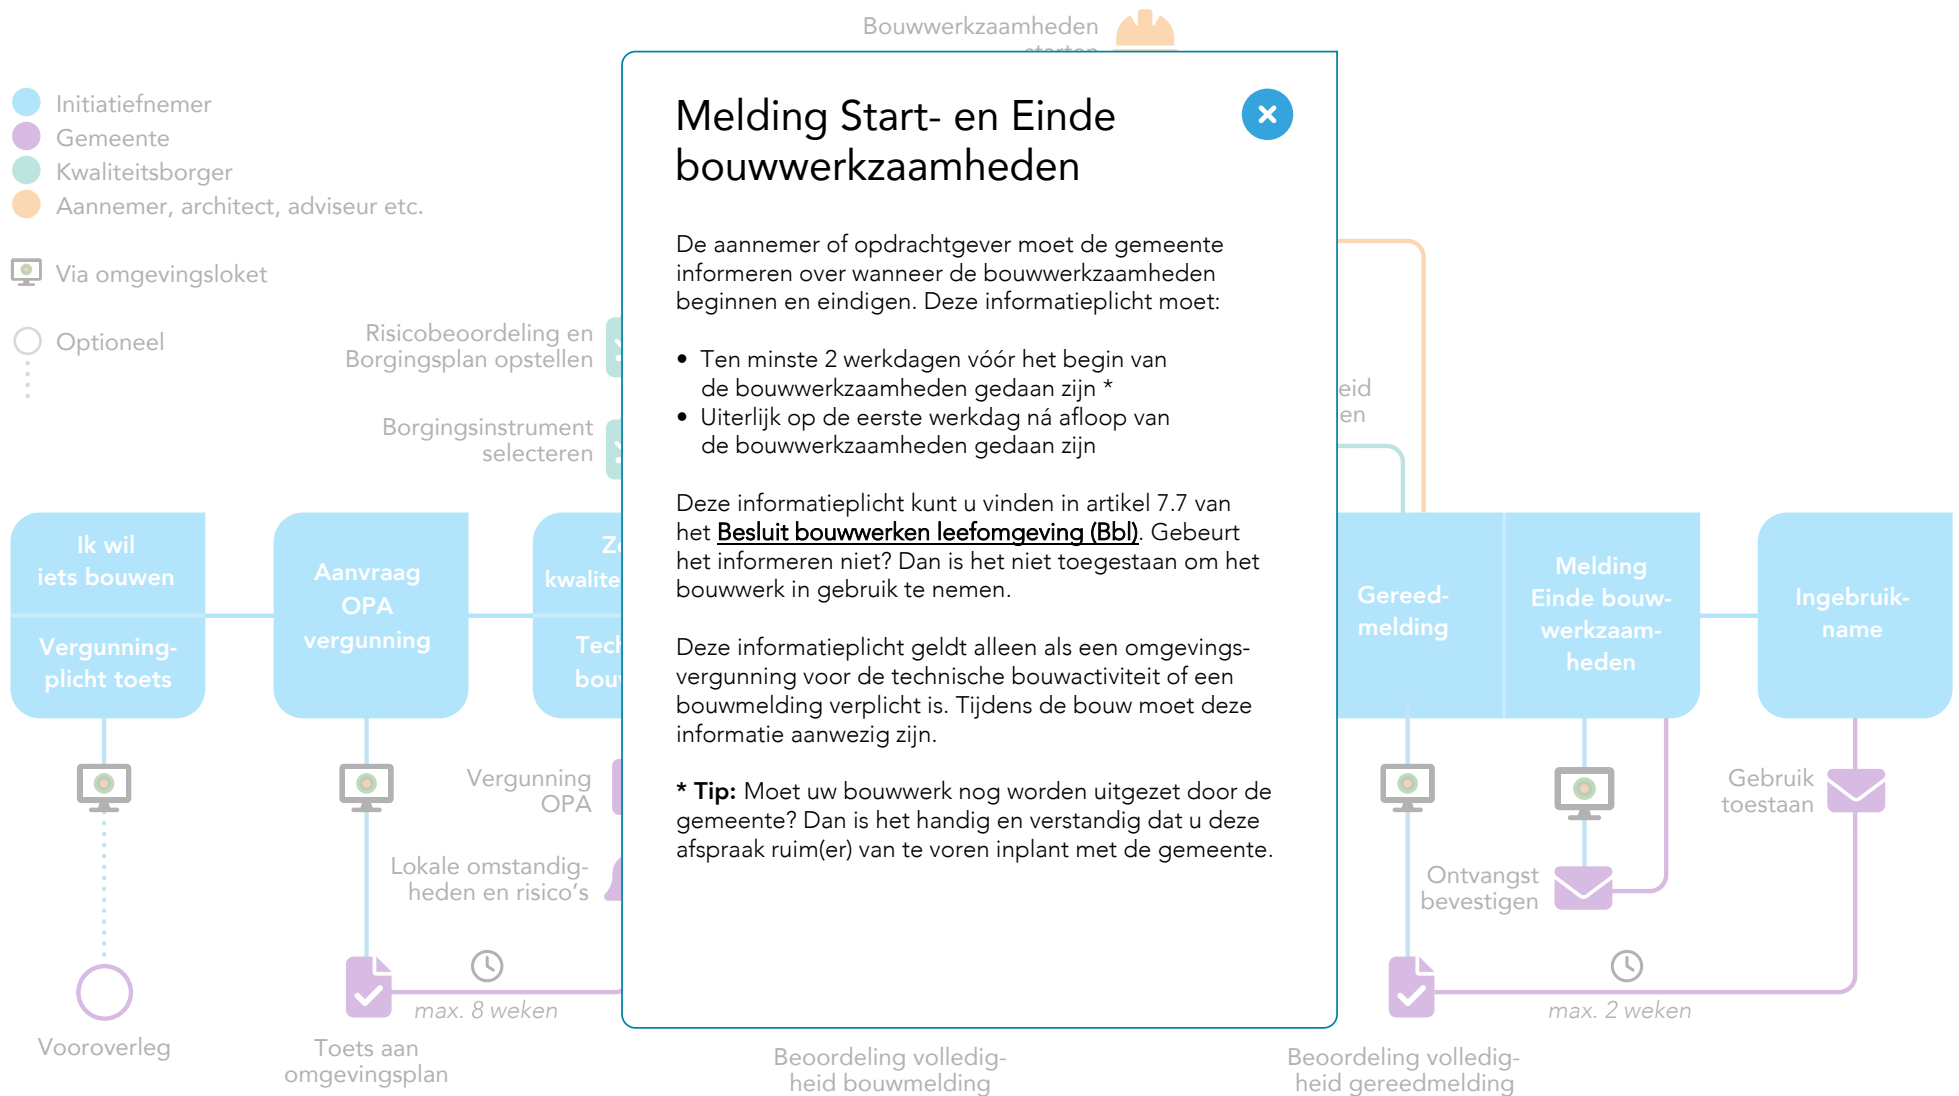 Bouwwerkzaamheden
starten
Initiatiefnemer
Gemeente
Kwaliteitsborger
Aannemer, architect, adviseur etc.
Via omgevingsloket
Optioneel
Risicobeoordeling en
Borgingsplan opstellen
Borgingsinstrument
selecteren
Ik wil
iets bouwen
Vergunning-
plicht toets
Aanvraag
OPA
vergunning
Vergunning
OPA
Lokale omstandig-
heden en risico's
max. 8 weken
Vooroverleg
Toets aan
omgevingsplan
Melding Start- en Einde
bouwwerkzaamheden
De aannemer of opdrachtgever moet de gemeente
informeren over wanneer de bouwwerkzaamheden
beginnen en eindigen. Deze informatieplicht moet:
• Ten minste 2 werkdagen vóór het begin van
de bouwwerkzaamheden gedaan zijn *
• Uiterlijk op de eerste werkdag ná afloop van
de bouwwerkzaamheden gedaan zijn
Deze informatieplicht kunt u vinden in artikel 7.7 van
het Besluit bouwwerken leefomgeving (Bbl). Gebeurt
het informeren niet? Dan is het niet toegestaan om het
bouwwerk in gebruik te nemen.
Deze informatieplicht geldt alleen als een omgevings-
vergunning voor de technische bouwactiviteit of een
bouwmelding verplicht is. Tijdens de bouw moet deze
informatie aanwezig zijn.
* Tip: Moet uw bouwwerk nog worden uitgezet door de
gemeente? Dan is het handig en verstandig dat u deze
afspraak ruim(er) van te voren inplant met de gemeente.
Beoordeling volledig-
heid bouwmelding
eid
en
Gereed-
melding
Melding
Einde bouw-
werkzaam-
heden
Ingebruik-
name
Gebruik
toestaan
Ontvangst
bevestigen
max. 2 weken
Beoordeling volledig-
heid gereedmelding